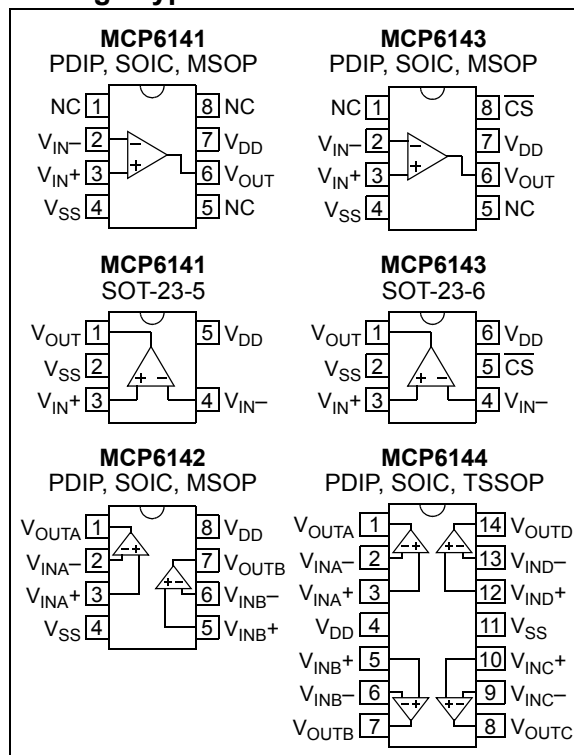 MCP6141
PDIP, SOIC, MSOP
NC 1
8 NC
VIN– 2
7 VDD
VIN+ 3
6 VOUT
VSS 4
5 NC
MCP6143
PDIP, SOIC, MSOP
NC 1
8 CS
VIN– 2
7 VDD
VIN+ 3
6 VOUT
VSS 4
5 NC
MCP6141
SOT-23-5
VOUT 1
5 VDD
VSS 2
VIN+ 3
4 VIN–
MCP6143
SOT-23-6
VOUT 1
6 VDD
VSS 2
5 CS
VIN+ 3
4 VIN–
MCP6142
PDIP, SOIC, MSOP
VOUTA 1
8 VDD
VINA– 2
7 VOUTB
VINA+ 3
6 VINB–
VSS 4
5 VINB+
MCP6144
PDIP, SOIC, TSSOP
VOUTA 1
14 VOUTD
VINA– 2
13 VIND–
VINA+ 3
12 VIND+
VDD 4
11 VSS
VINB+ 5
10 VINC+
VINB– 6
9 VINC–
VOUTB 7
8 VOUTC